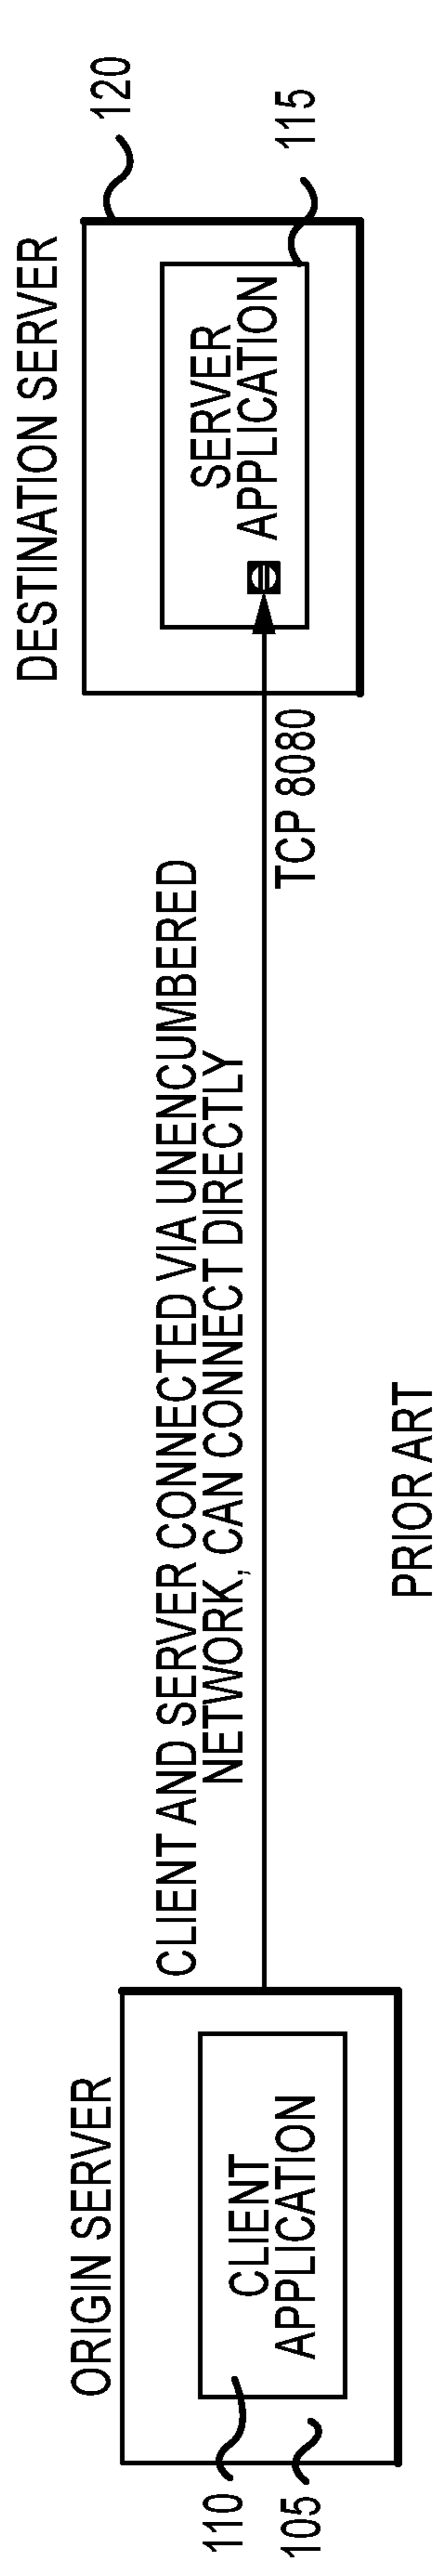 ORIGIN SERVER
110
105
CLIENT
APPLICATION
CLIENT AND SERVER CONNECTED VIA UNENCUMBERED
NETWORK, CAN CONNECT DIRECTLY
TCP 8080
DESTINATION SERVER
120
SERVER
APPLICATION
115
PRIOR ART